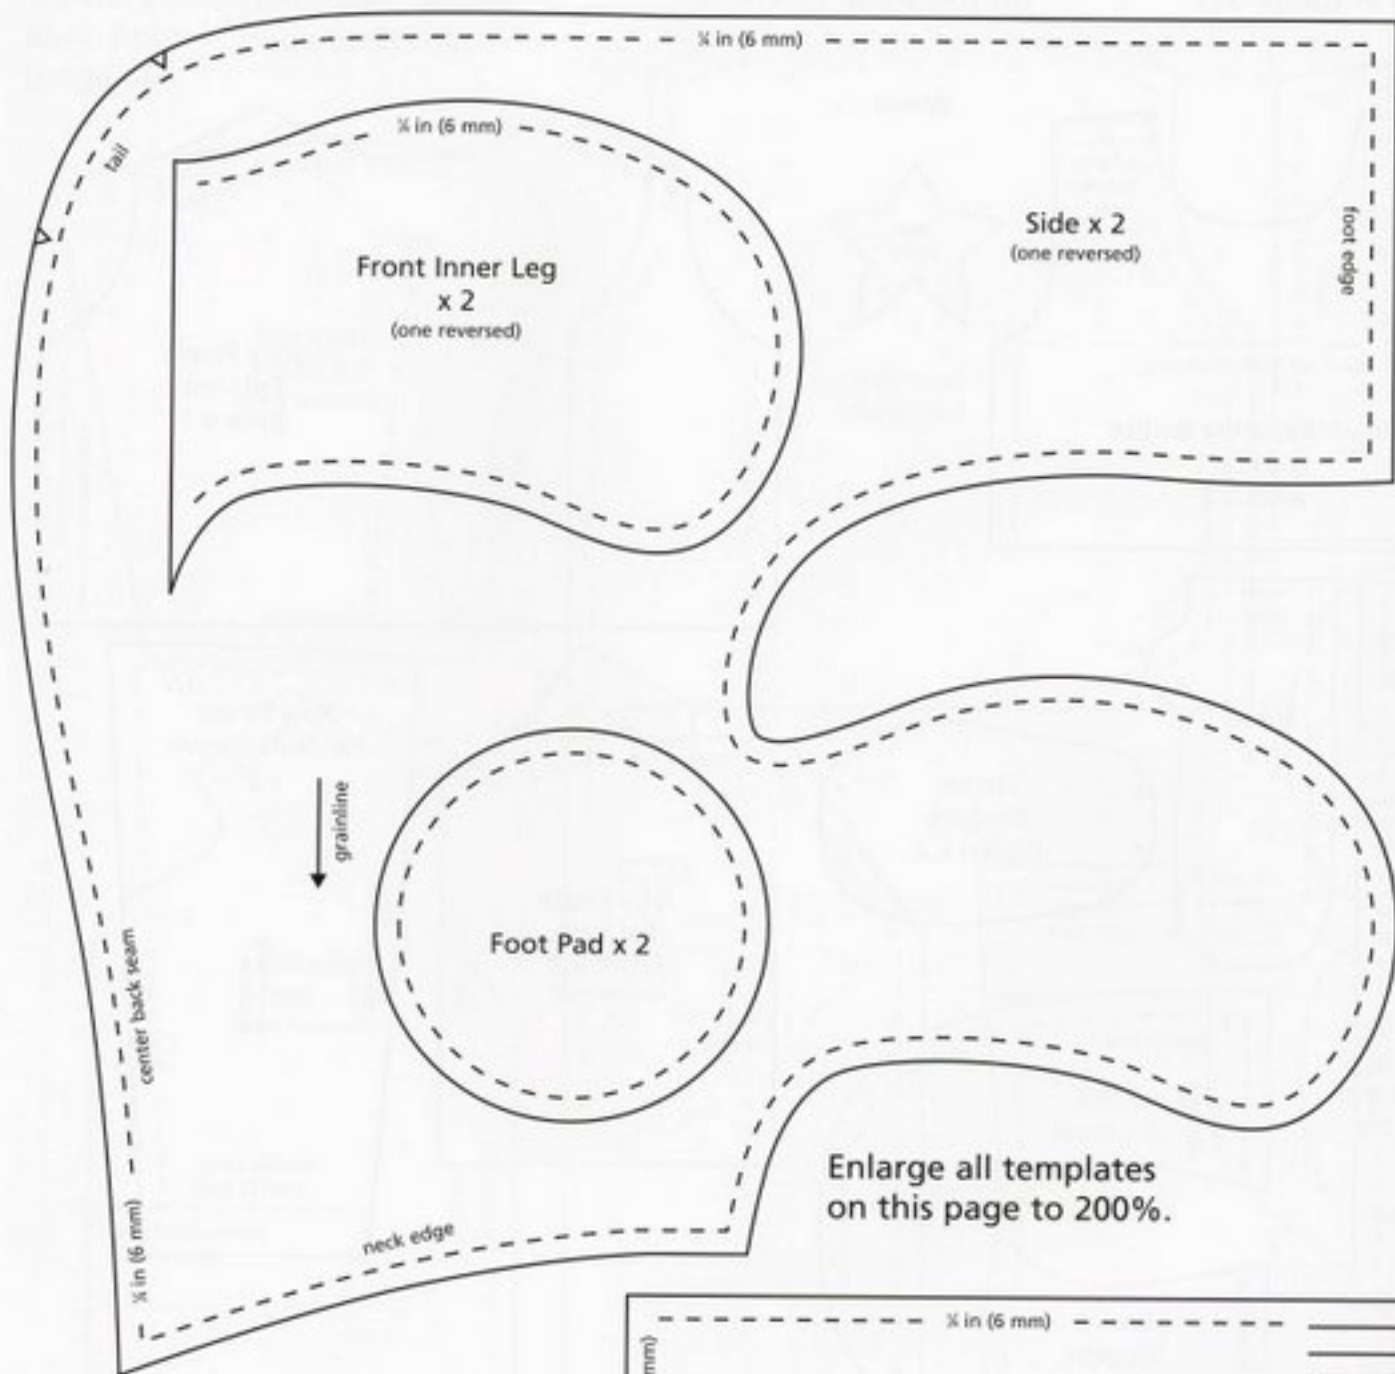 ¼ in (6 mm)
tail
¼ in (6 mm)
Front Inner Leg
x 2
(one reversed)
Side x 2
(one reversed)
foot edge
grainline
Foot Pad x 2
center back seam
¼ in (6 mm)
neck edge
Enlarge all templates
on this page to 200%.
¼ in (6 mm)
mm)